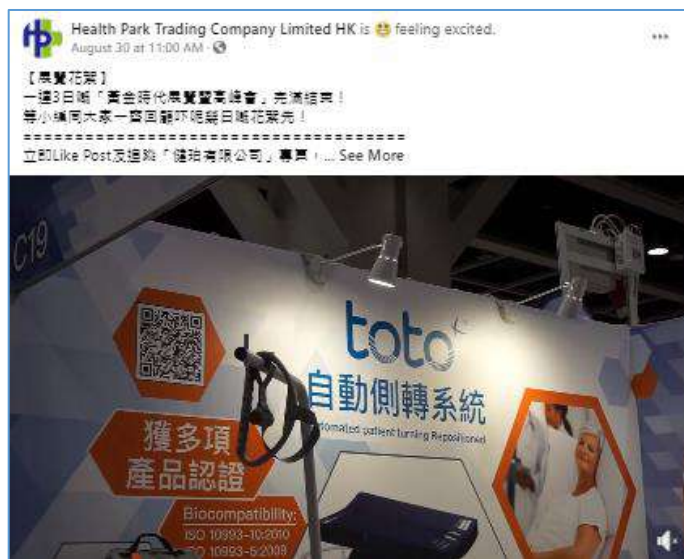 Health Park Trading Company Limited HK is 😬 feeling excited.
August 30 at 11:00 AM ·
【展覽花絮】
一連3日嘅「黃金時代展覽暨高峰會」完滿結束！
等小編同大家一齊回顧吓呢幾日嘅花絮先！
=====================================
立即Like Post及追蹤「健珀有限公司」專頁，... See More
C19
toto
自動側轉系統
Automated patient turning Repositioned
獲多項
產品認證
Biocompatibility:
ISO 10993-10:2010
ISO 10993-5:2009